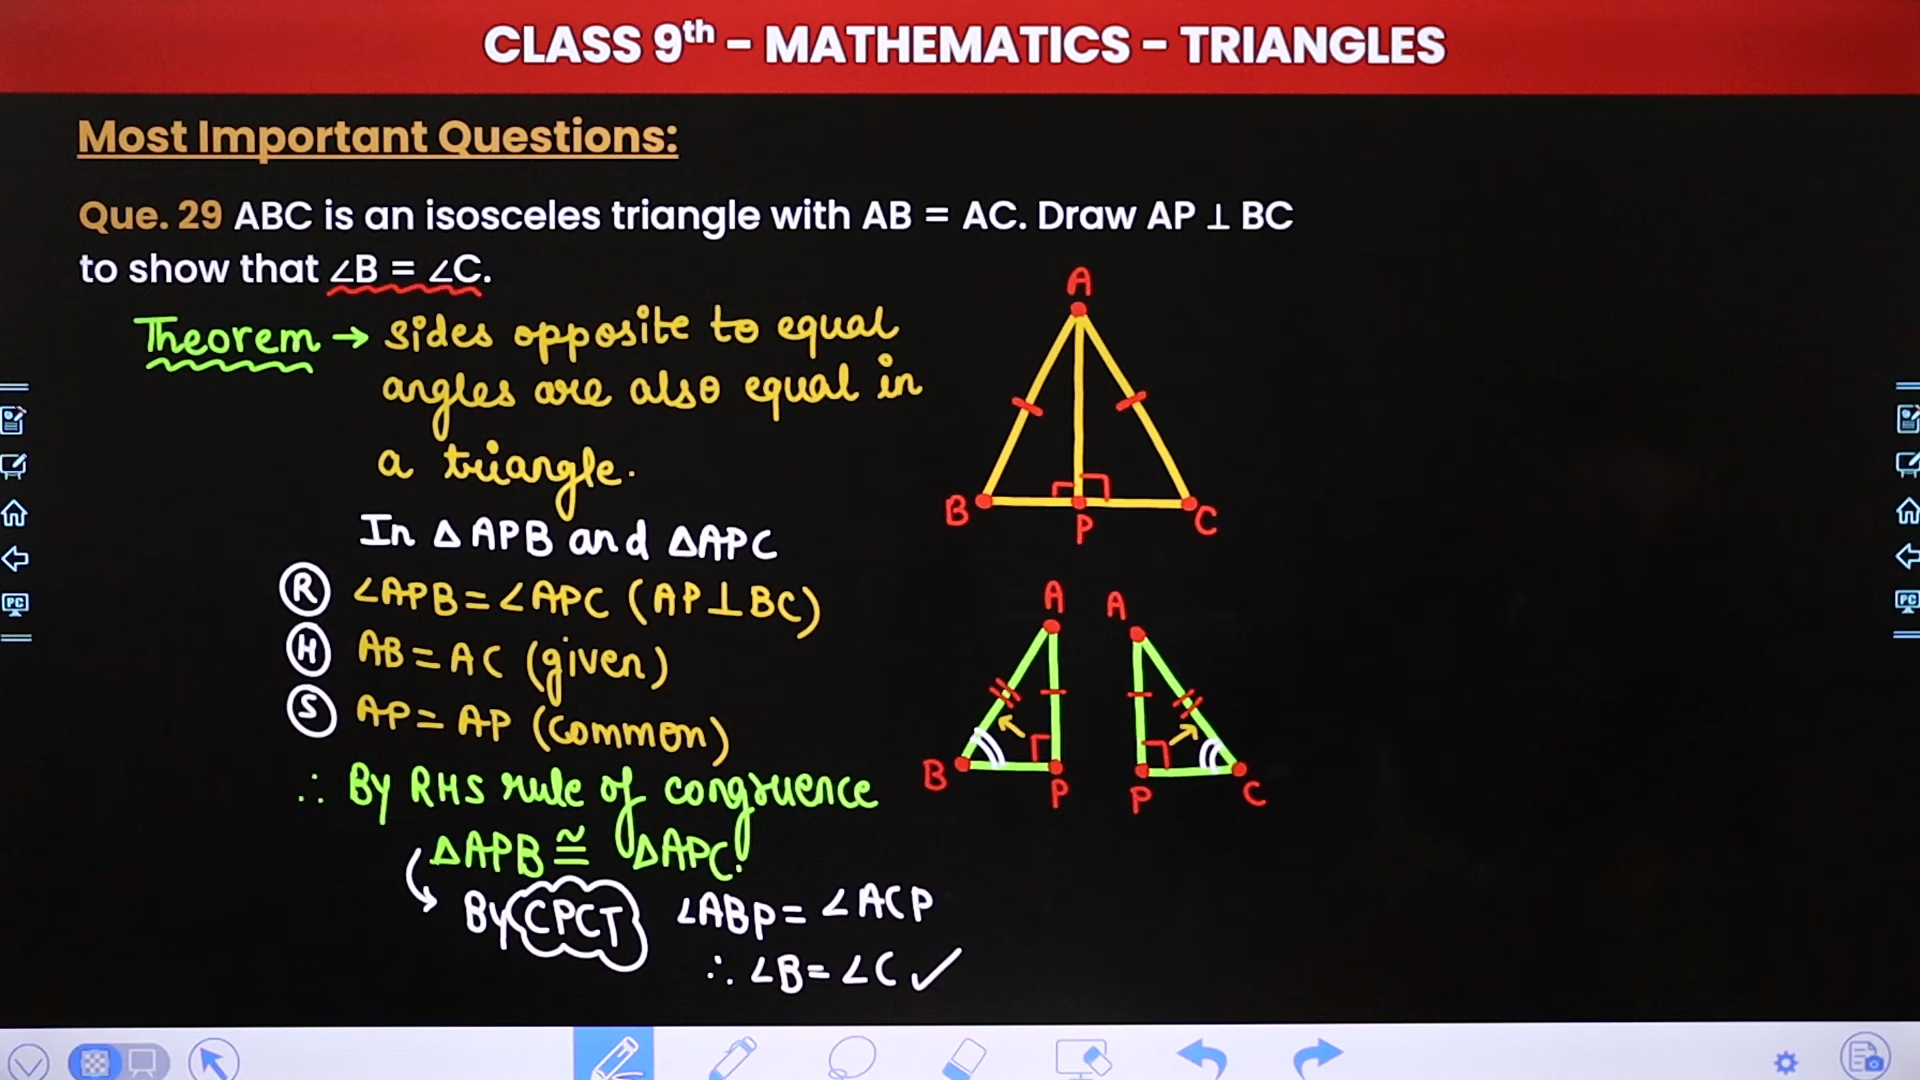 CLASS 9th - MATHEMATICS - TRIANGLES
Most Important Questions:
Que. 29 ABC is an isosceles triangle with AB = AC. Draw AP ⊥ BC
to show that ∠B = ∠C.
Theorem → sides opposite to equal
angles are also equal in
a triangle.
In △APB and △APC
R ∠APB = ∠APC (AP⊥BC)
H AB = AC (given)
S AP = AP (common)
∴ By RHS rule of congruence
△APB ≅ △APC.
By CPCT ∠ABP = ∠ACP
∴ ∠B = ∠C ✓
A
B P C
A A
B P P C
PC PC